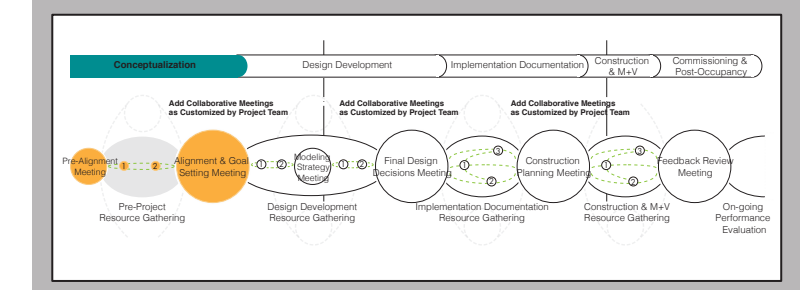 Conceptualization
Design Development
Implementation Documentation
Construction
& M+V
Commissioning &
Post-Occupancy
Add Collaborative Meetings
as Customized by Project Team
Add Collaborative Meetings
as Customized by Project Team
Add Collaborative Meetings
as Customized by Project Team
Pre-Alignment
Meeting
1
2
Alignment & Goal
Setting Meeting
1
2
Modeling
Strategy
Meeting
1
2
Final Design
Decisions Meeting
1
3
2
Construction
Planning Meeting
1
3
2
Feedback Review
Meeting
Pre-Project
Resource Gathering
Design Development
Resource Gathering
Implementation Documentation
Resource Gathering
Construction & M+V
Resource Gathering
On-going
Performance
Evaluation